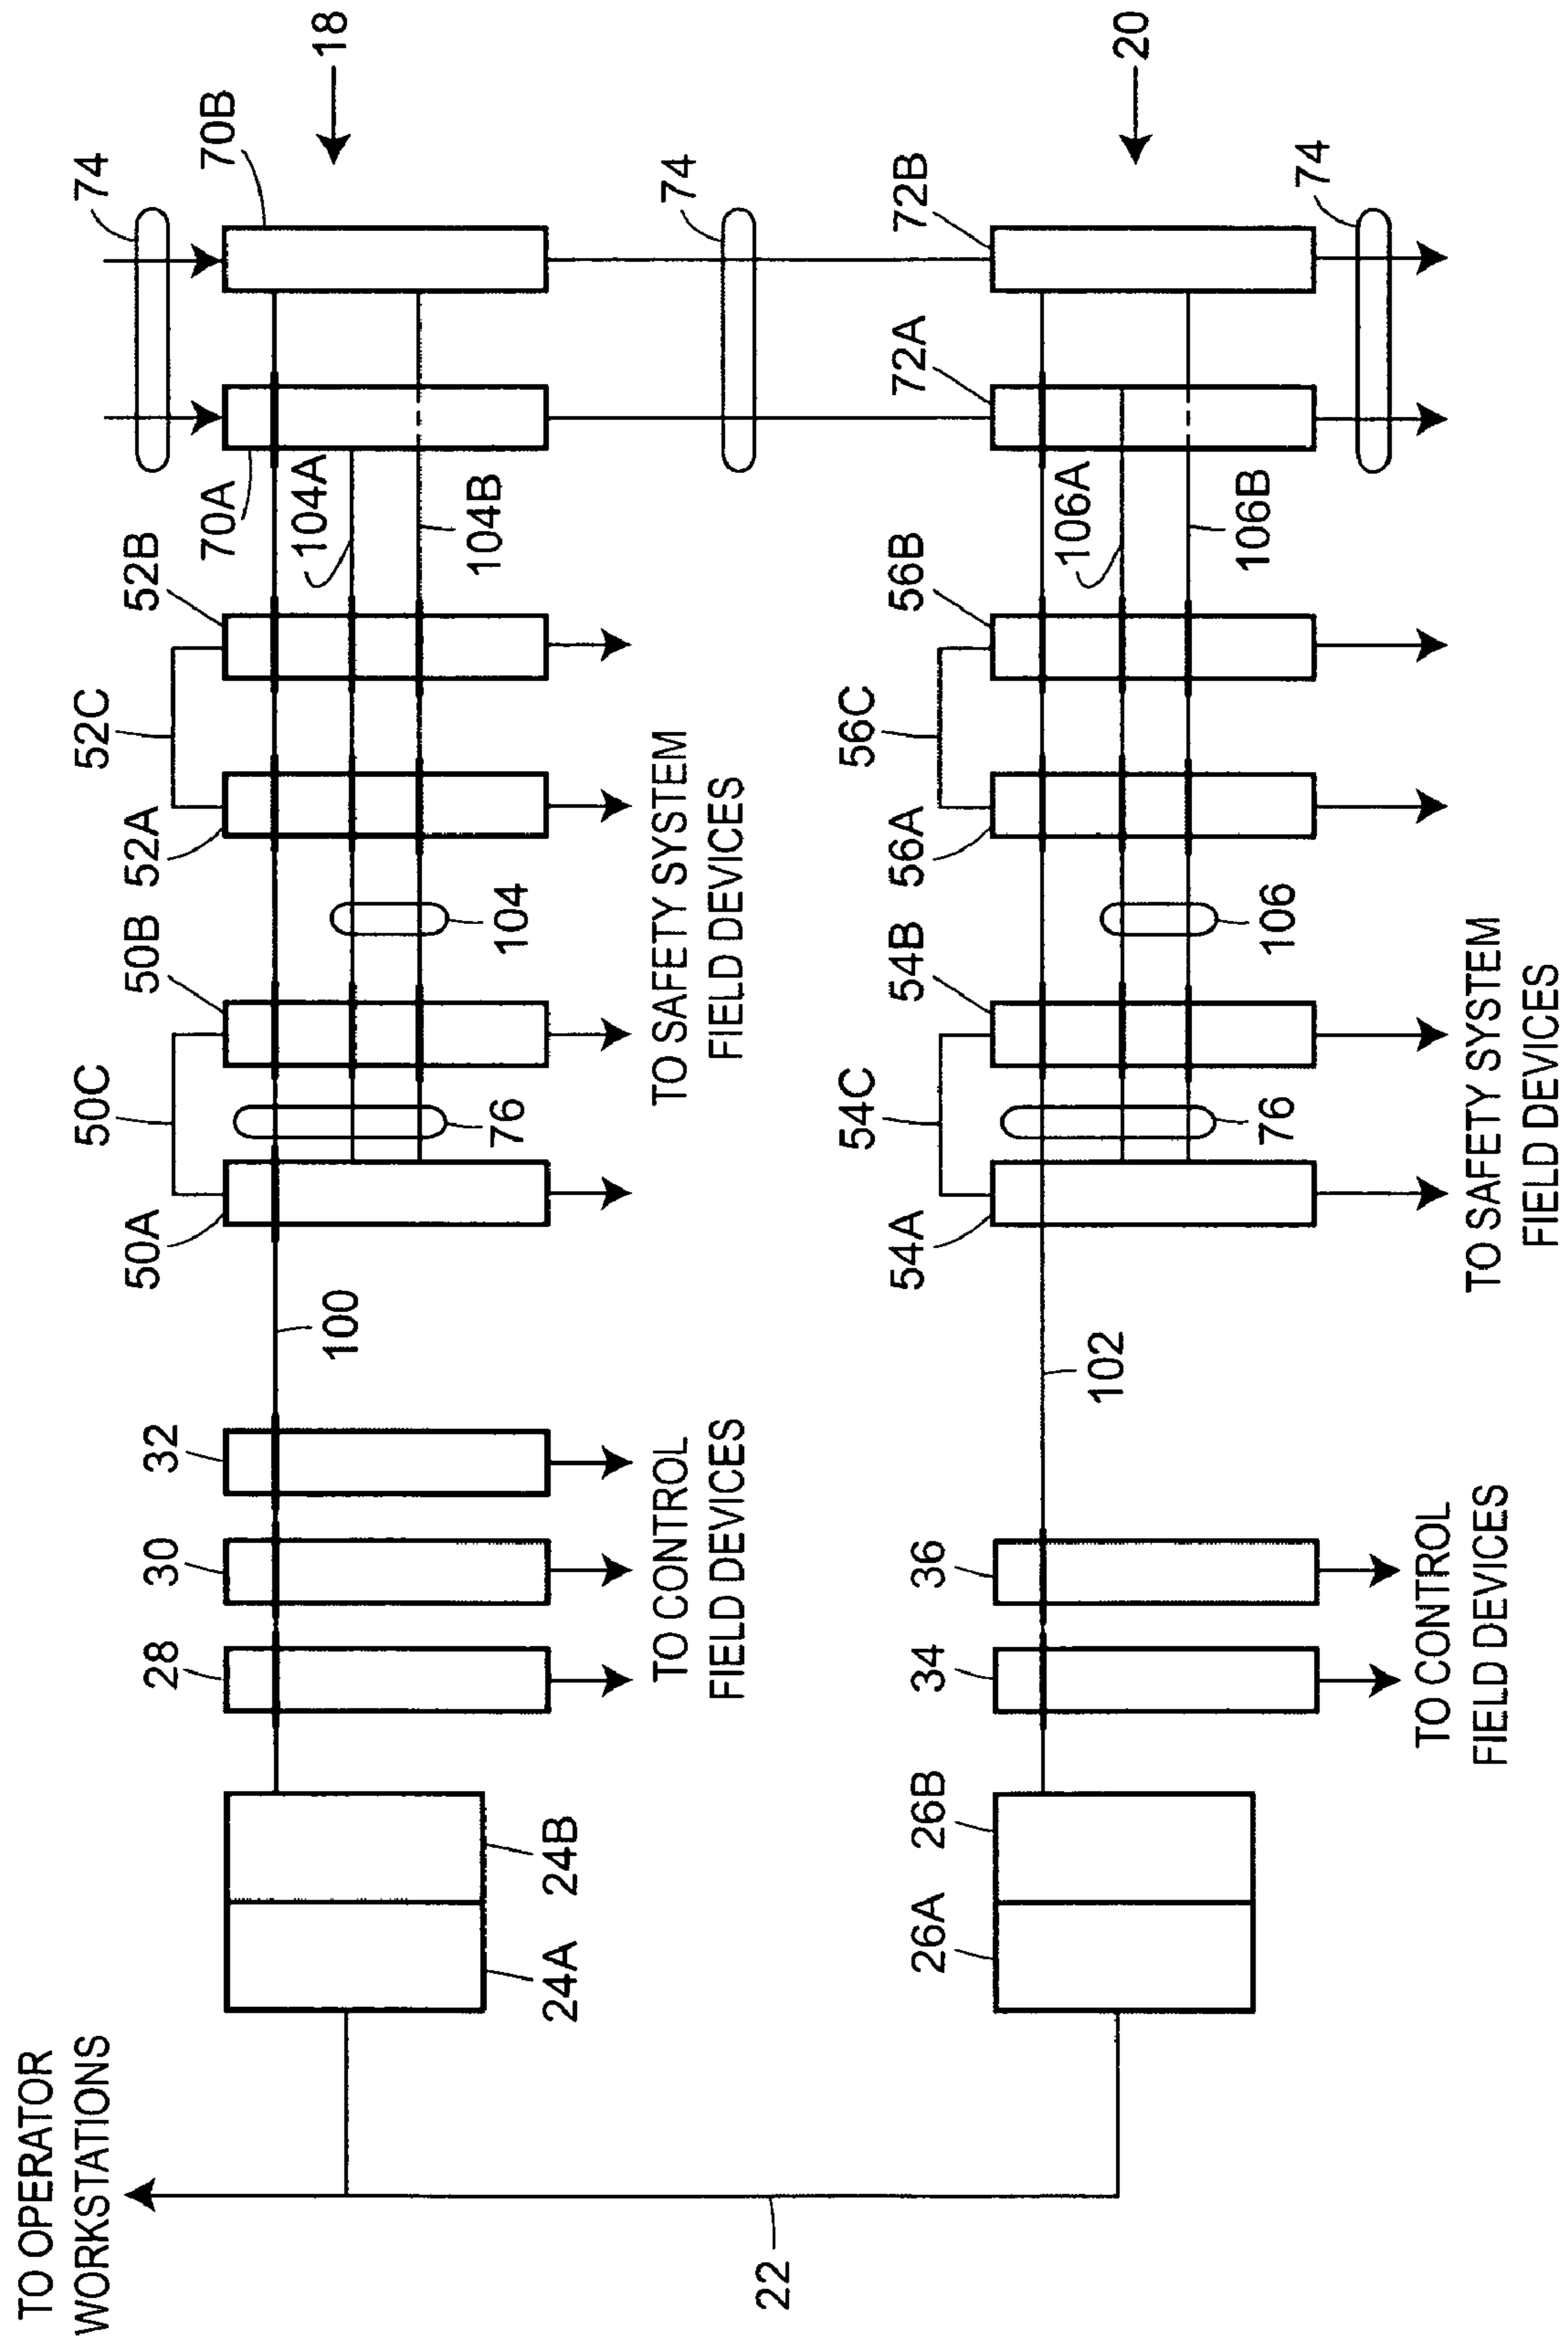 TO OPERATOR
WORKSTATIONS
22
24A
24B
28
30
32
TO CONTROL
FIELD DEVICES
100
50A
50C
50B
76
104
52A
52C
52B
TO SAFETY SYSTEM
FIELD DEVICES
70A
104A
104B
70B
74
18
74
26A
26B
34
36
TO CONTROL
FIELD DEVICES
102
54A
54C
54B
76
106
56A
56C
56B
TO SAFETY SYSTEM
FIELD DEVICES
72A
106A
106B
72B
74
20